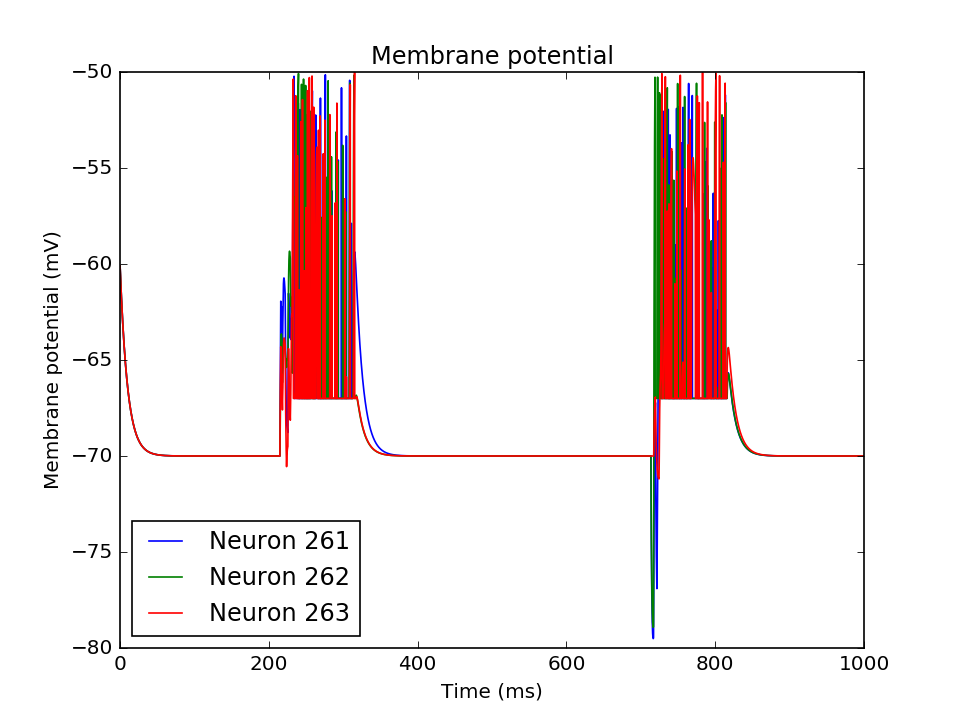 Membrane potential
Membrane potential (mV)
−50
−55
−60
−65
−70
−75
−80
Neuron 261
Neuron 262
Neuron 263
0 200 400 600 800 1000
Time (ms)